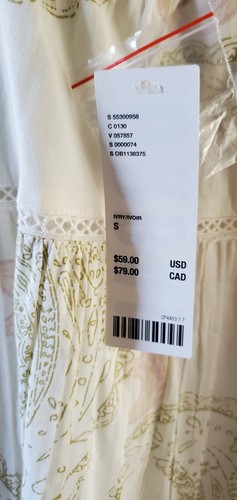 S 55300958
C 0130
V 057857
S 0000074
S OB1138375
IVRY/IVOIR
S
$59.00 USD
$79.00 CAD